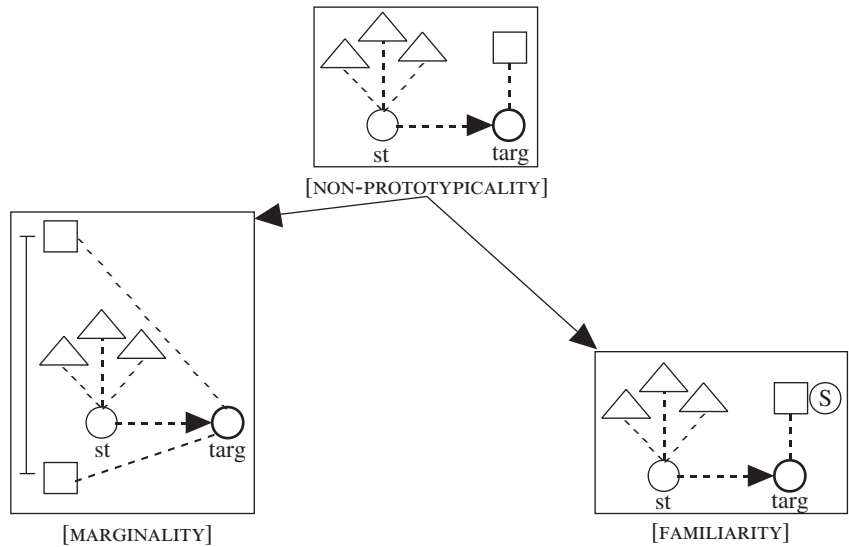 st
targ
[NON-PROTOTYPICALITY]
st
targ
[MARGINALITY]
S
st
targ
[FAMILIARITY]